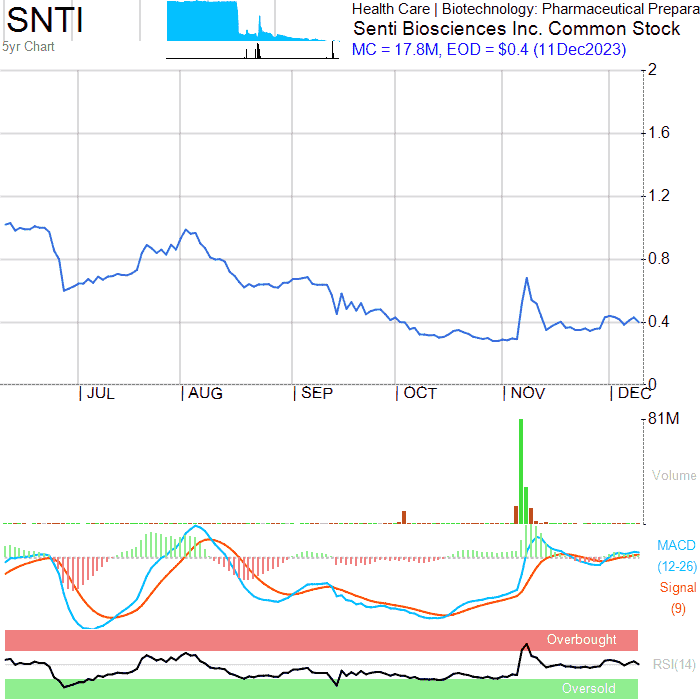 SNTI
5yr Chart
Health Care | Biotechnology: Pharmaceutical Prepara
Senti Biosciences Inc. Common Stock
MC = 17.8M, EOD = $0.4 (11Dec2023)
2
1.6
1.2
0.8
0.4
0
JUL
AUG
SEP
OCT
NOV
DEC
81M
Volume
MACD
(12-26)
Signal
(9)
Overbought
RSI(14)
Oversold